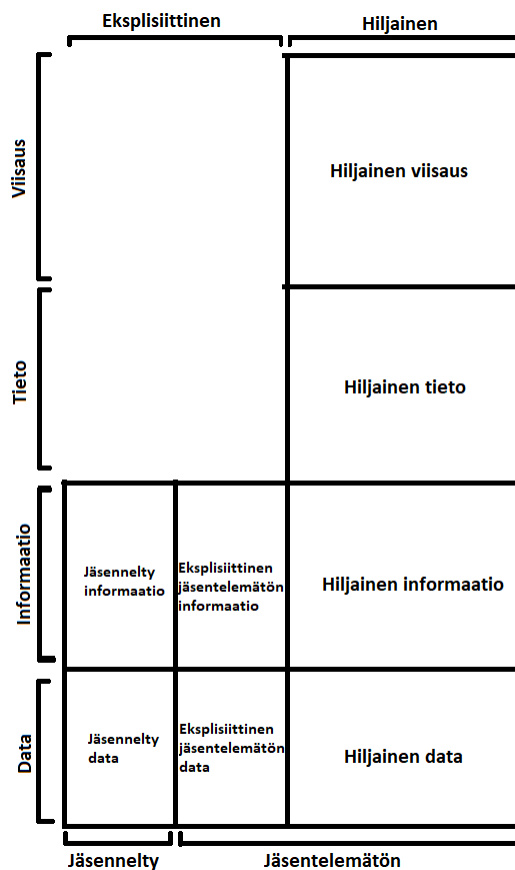 Eksplisiittinen
Hiljainen
Viisaus
Hiljainen viisaus
Tieto
Hiljainen tieto
Informaatio
Jäsennelty
informaatio
Eksplisiittinen
jäsentelemätön
informaatio
Hiljainen informaatio
Data
Jäsennelty
data
Eksplisiittinen
jäsentelemätön
data
Hiljainen data
Jäsennelty
Jäsentelemätön